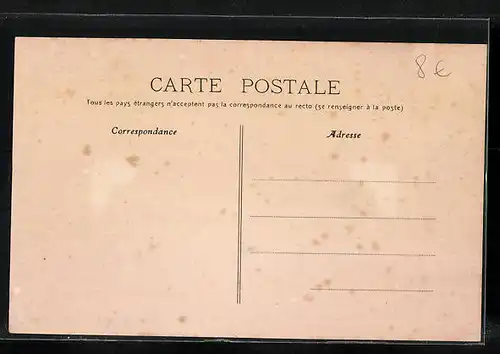 8€
CARTE POSTALE
Tous les pays étrangers n'acceptent pas la correspondance au recto (se renseigner à la poste)
Correspondance
Adresse